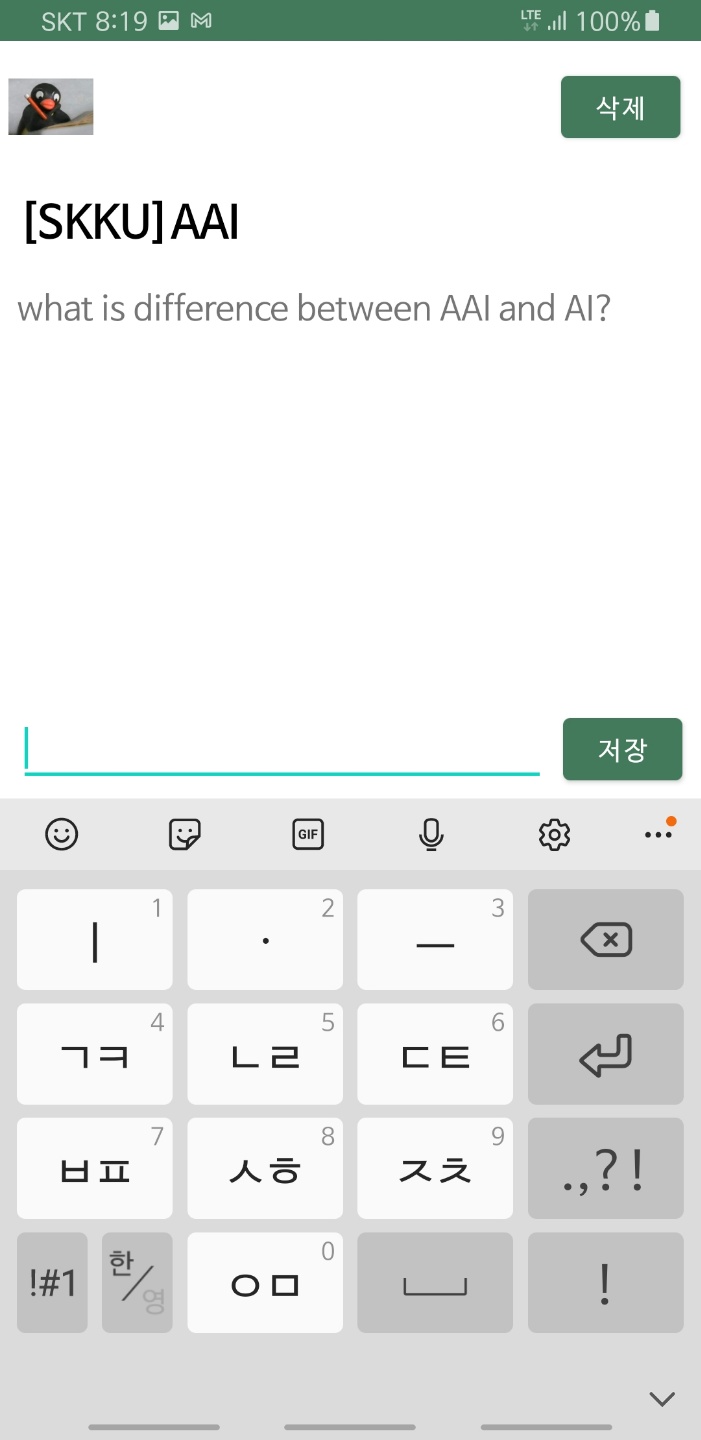 SKT 8:19 LTE 100%
삭제
[SKKU] AAI
what is difference between AAI and AI?
저장
GIF
ㅣ 1 · 2 ㅡ 3
ㄱㅋ 4 ㄴㄹ 5 ㄷㅌ 6
ㅂㅍ 7 ㅅㅎ 8 ㅈㅊ 9 .,?!
!#1 한/영 ㅇㅁ 0 !